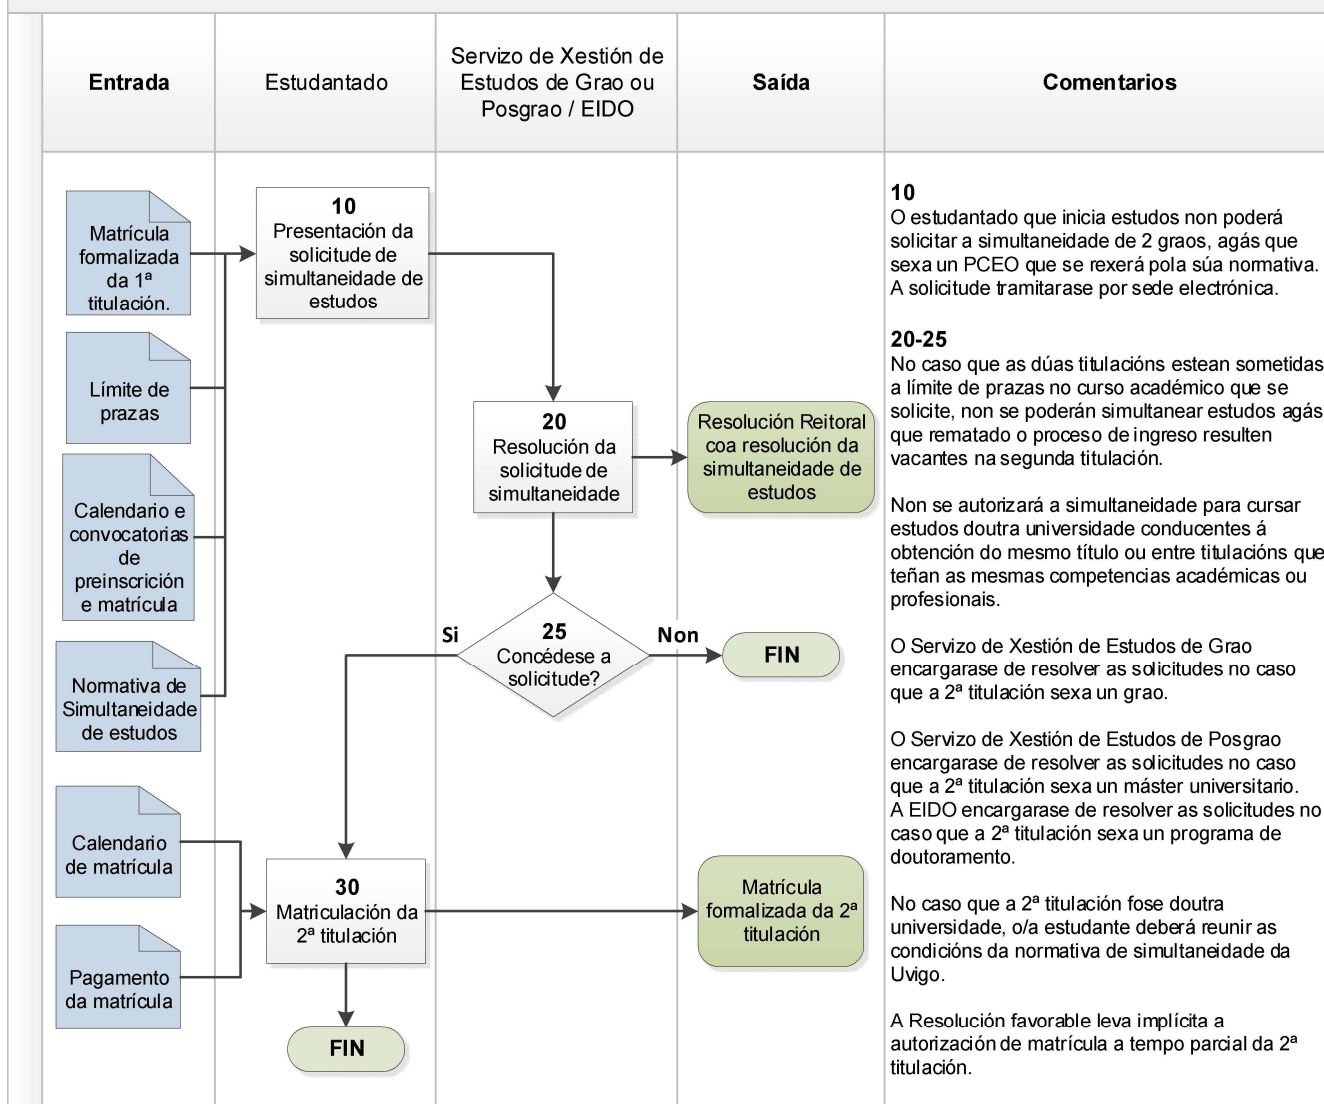 Entrada
Estudantado
Servizo de Xestión de
Estudos de Grao ou
Posgrao / EIDO
Saída
Comentarios
Matrícula
formalizada
da 1ª
titulación.
Límite de
prazas
Calendario e
convocatorias
de
preinscrición
e matrícula
Normativa de
Simultaneidade
de estudos
Calendario
de matrícula
Pagamento
da matrícula
10
Presentación da
solicitude de
simultaneidade de
estudos
20
Resolución da
solicitude de
simultaneidade
Resolución Reitoral
coa resolución da
simultaneidade de
estudos
Si
25
Concédese a
solicitude?
Non
FIN
30
Matriculación da
2ª titulación
Matrícula
formalizada da 2ª
titulación
FIN
10
O estudantado que inicia estudos non poderá
solicitar a simultaneidade de 2 graos, agás que
sexa un PCEO que se rexerá pola súa normativa.
A solicitude tramitarase por sede electrónica.
20-25
No caso que as dúas titulacións estean sometidas
a límite de prazas no curso académico que se
solicite, non se poderán simultanear estudos agás
que rematado o proceso de ingreso resulten
vacantes na segunda titulación.
Non se autorizará a simultaneidade para cursar
estudos doutra universidade conducentes á
obtención do mesmo título ou entre titulacións que
teñan as mesmas competencias académicas ou
profesionais.
O Servizo de Xestión de Estudos de Grao
encargarase de resolver as solicitudes no caso
que a 2ª titulación sexa un grao.
O Servizo de Xestión de Estudos de Posgrao
encargarase de resolver as solicitudes no caso
que a 2ª titulación sexa un máster universitario.
A EIDO encargarase de resolver as solicitudes no
caso que a 2ª titulación sexa un programa de
doutoramento.
No caso que a 2ª titulación fose doutra
universidade, o/a estudante deberá reunir as
condicións da normativa de simultaneidade da
Uvigo.
A Resolución favorable leva implícita a
autorización de matrícula a tempo parcial da 2ª
titulación.